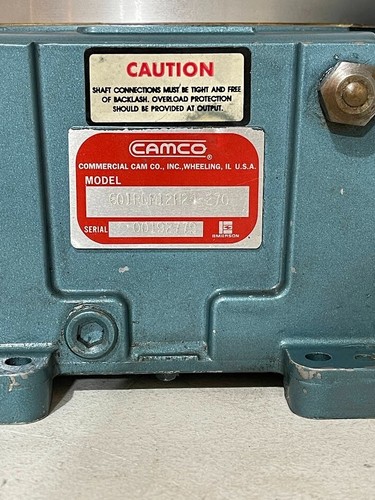 CAUTION
SHAFT CONNECTIONS MUST BE TIGHT AND FREE
OF BACKLASH. OVERLOAD PROTECTION
SHOULD BE PROVIDED AT OUTPUT.
CAMCO®
COMMERCIAL CAM CO., INC., WHEELING, IL U.S.A.
MODEL
SERIAL
EMERSON